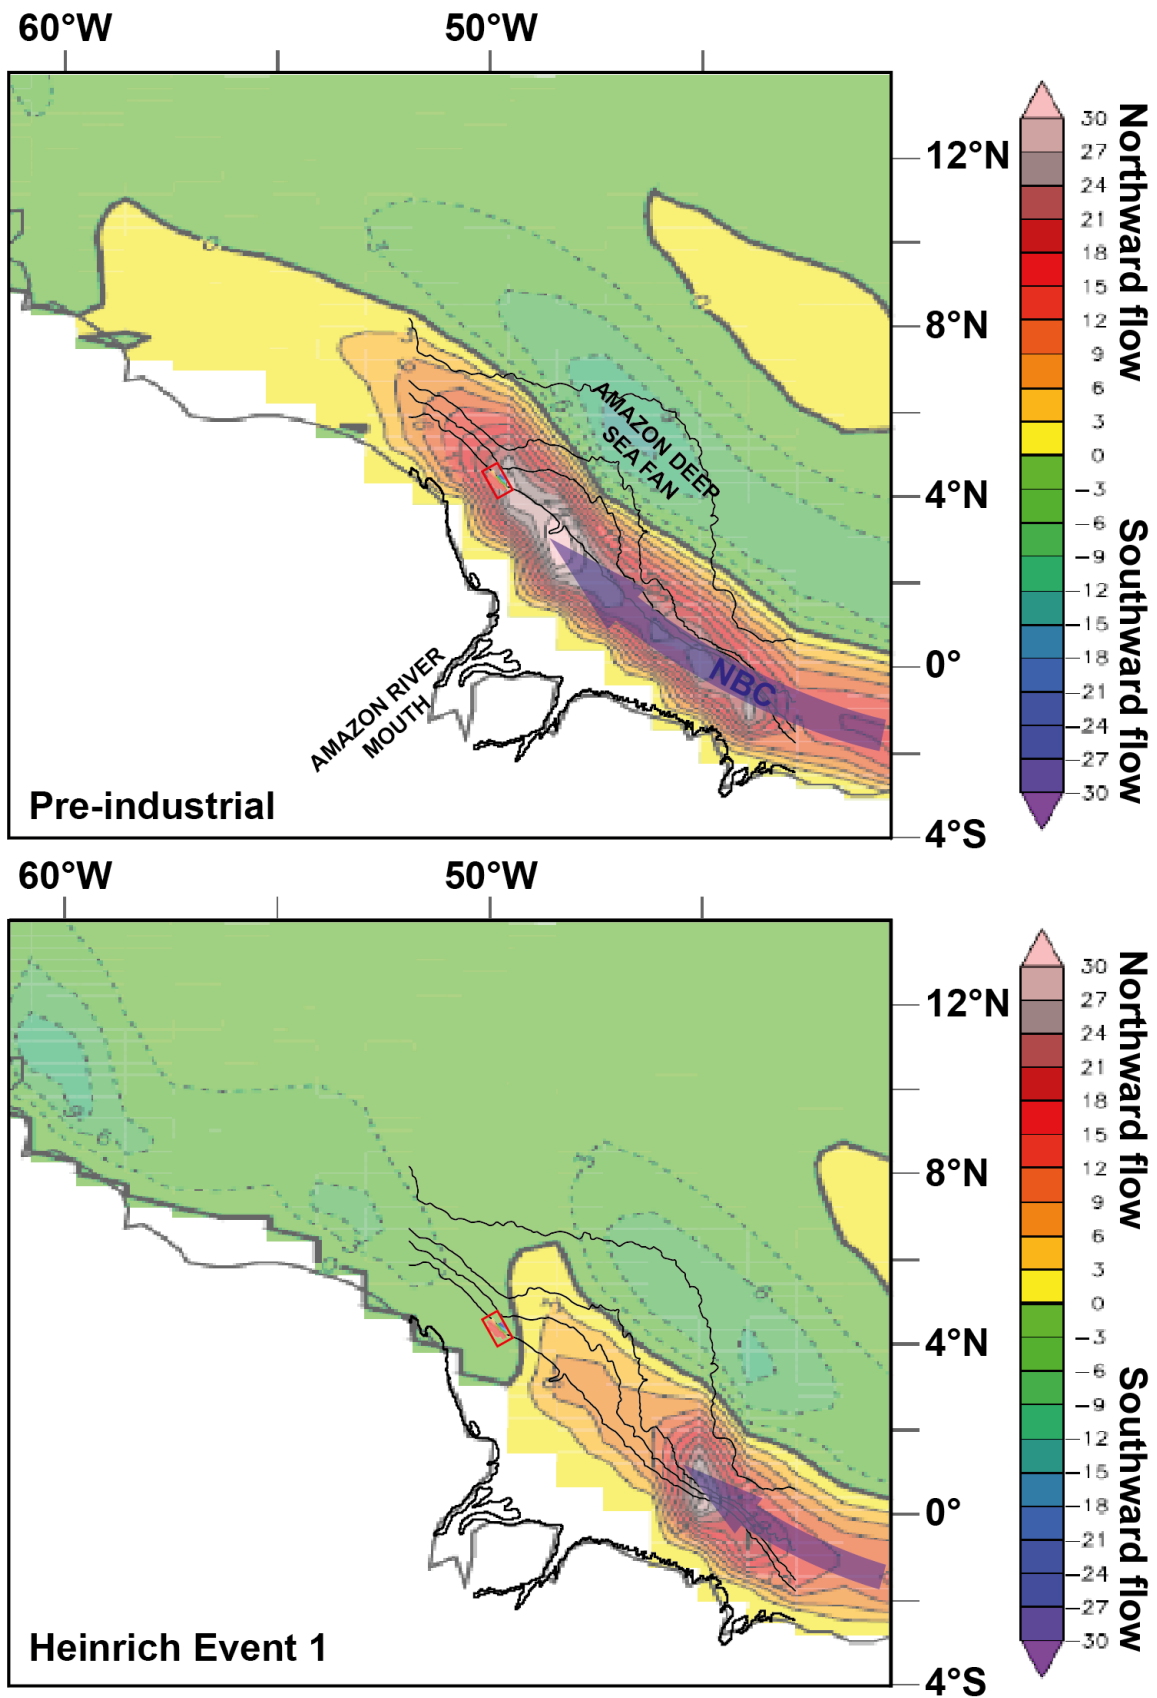 60°W
50°W
12°N
8°N
4°N
0°
4°S
AMAZON DEEP
SEA FAN
NBC
AMAZON RIVER
MOUTH
Pre-industrial
30
27
24
21
18
15
12
9
6
3
0
−3
−6
−9
−12
−15
−18
−21
−24
−27
−30
Northward flow
Southward flow
60°W
50°W
12°N
8°N
4°N
0°
4°S
Heinrich Event 1
30
27
24
21
18
15
12
9
6
3
0
−3
−6
−9
−12
−15
−18
−21
−24
−27
−30
Northward flow
Southward flow